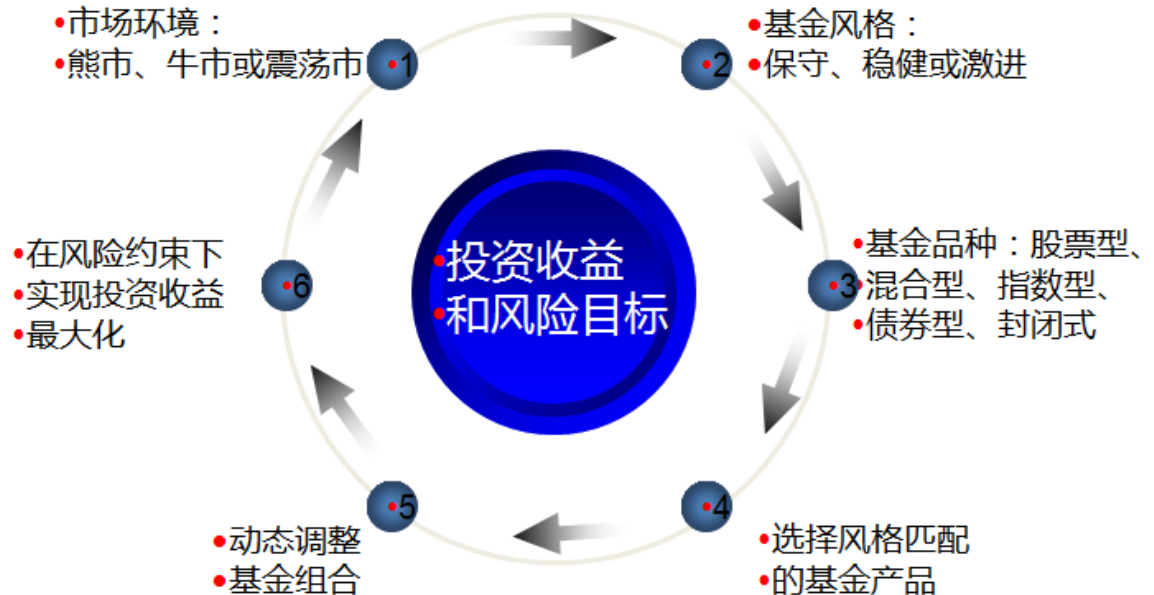 •市场环境：
•熊市、牛市或震荡市
•1
•2
•基金风格：
•保守、稳健或激进
•3
•基金品种：股票型、
•混合型、指数型、
•债券型、封闭式
•4
•选择风格匹配
•的基金产品
•5
•动态调整
•基金组合
•6
•在风险约束下
•实现投资收益
•最大化
•投资收益
•和风险目标